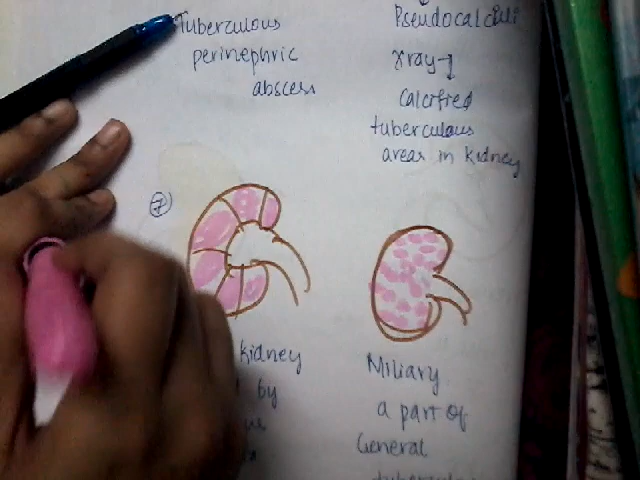 Tuberculous
perinephric
abscess
Pseudocalculi
xray→
Calcified
tuberculous
areas in kidney
7
kidney
by
Miliary
a part of
General